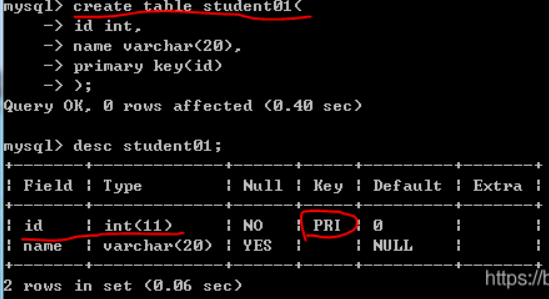 mysql> create table student01(
    -> id int,
    -> name varchar(20),
    -> primary key(id)
    -> );
Query OK, 0 rows affected (0.40 sec)
mysql> desc student01;
+-------+-------------+------+-----+---------+-------+
| Field | Type        | Null | Key | Default | Extra |
+-------+-------------+------+-----+---------+-------+
| id    | int(11)     | NO   | PRI | 0       |       |
| name  | varchar(20) | YES  |     | NULL    |       |
+-------+-------------+------+-----+---------+-------+
2 rows in set (0.06 sec)
https://b